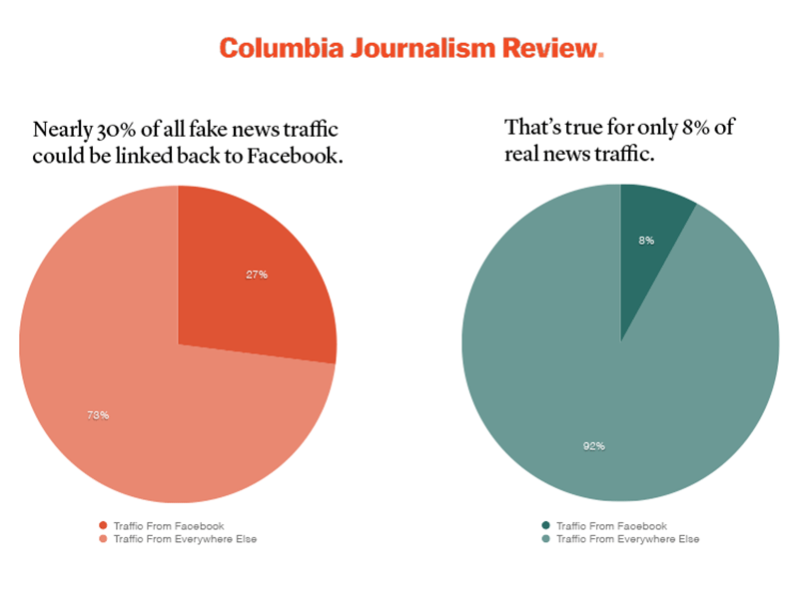 Columbia Journalism Review.
Nearly 30% of all fake news traffic
could be linked back to Facebook.
27%
73%
Traffic From Facebook
Traffic From Everywhere Else
That’s true for only 8% of
real news traffic.
8%
92%
Traffic From Facebook
Traffic From Everywhere Else